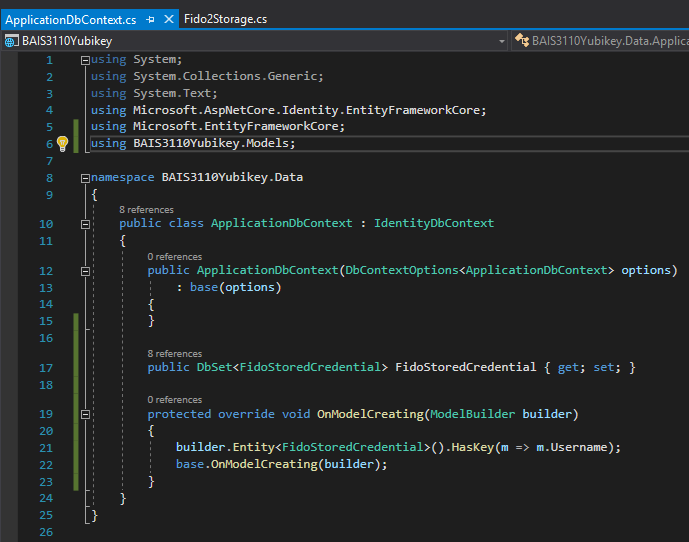 ApplicationDbContext.cs Fido2Storage.cs
BAIS3110Yubikey BAIS3110Yubikey.Data.Applica
1 using System;
2 using System.Collections.Generic;
3 using System.Text;
4 using Microsoft.AspNetCore.Identity.EntityFrameworkCore;
5 using Microsoft.EntityFrameworkCore;
6 using BAIS3110Yubikey.Models;
7
8 namespace BAIS3110Yubikey.Data
9 {
8 references
10 public class ApplicationDbContext : IdentityDbContext
11 {
0 references
12 public ApplicationDbContext(DbContextOptions<ApplicationDbContext> options)
13 : base(options)
14 {
15 }
16
8 references
17 public DbSet<FidoStoredCredential> FidoStoredCredential { get; set; }
18
0 references
19 protected override void OnModelCreating(ModelBuilder builder)
20 {
21 builder.Entity<FidoStoredCredential>().HasKey(m => m.Username);
22 base.OnModelCreating(builder);
23 }
24 }
25 }
26